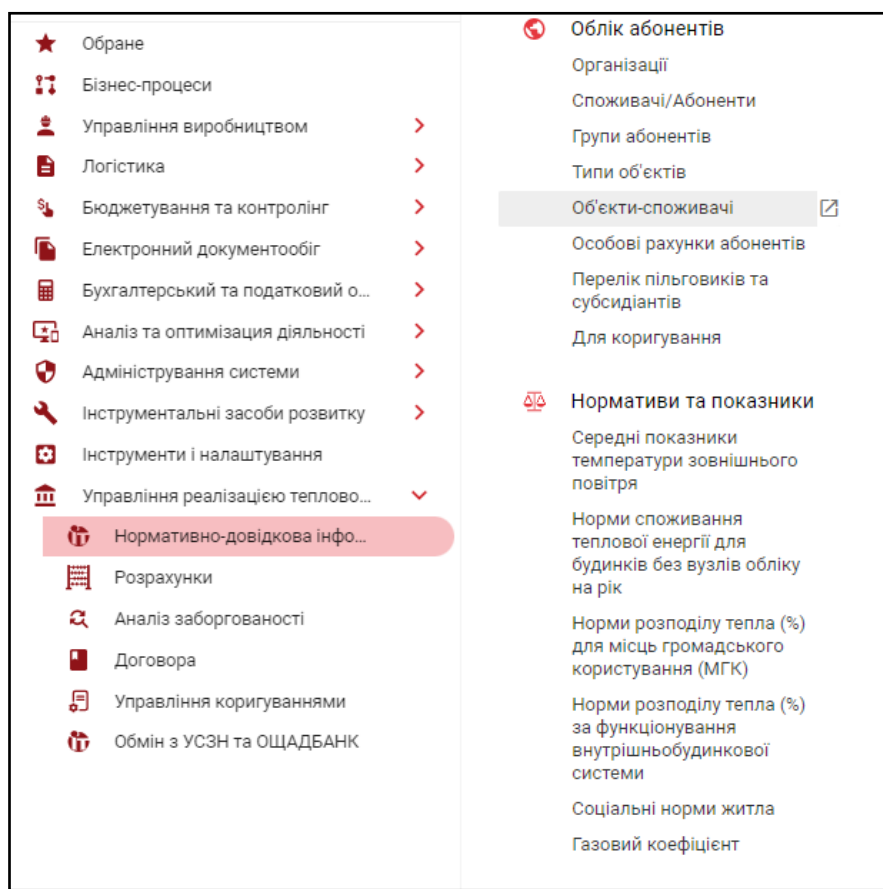 Обране
Бізнес-процеси
Управління виробництвом
Логістика
Бюджетування та контролінг
Електронний документообіг
Бухгалтерський та податковий о...
Аналіз та оптимізация діяльності
Адміністрування системи
Інструментальні засоби розвитку
Інструменти і налаштування
Управління реалізацією теплово...
Нормативно-довідкова інфо...
Розрахунки
Аналіз заборгованості
Договора
Управління коригуваннями
Обмін з УСЗН та ОЩАДБАНК
Облік абонентів
Організації
Споживачі/Абоненти
Групи абонентів
Типи об'єктів
Об'єкти-споживачі
Особові рахунки абонентів
Перелік пільговиків та
субсидіантів
Для коригування
Нормативи та показники
Середні показники
температури зовнішнього
повітря
Норми споживання
теплової енергії для
будинків без вузлів обліку
на рік
Норми розподілу тепла (%)
для місць громадського
користування (МГК)
Норми розподілу тепла (%)
за функціонування
внутрішньобудинкової
системи
Соціальні норми житла
Газовий коефіцієнт